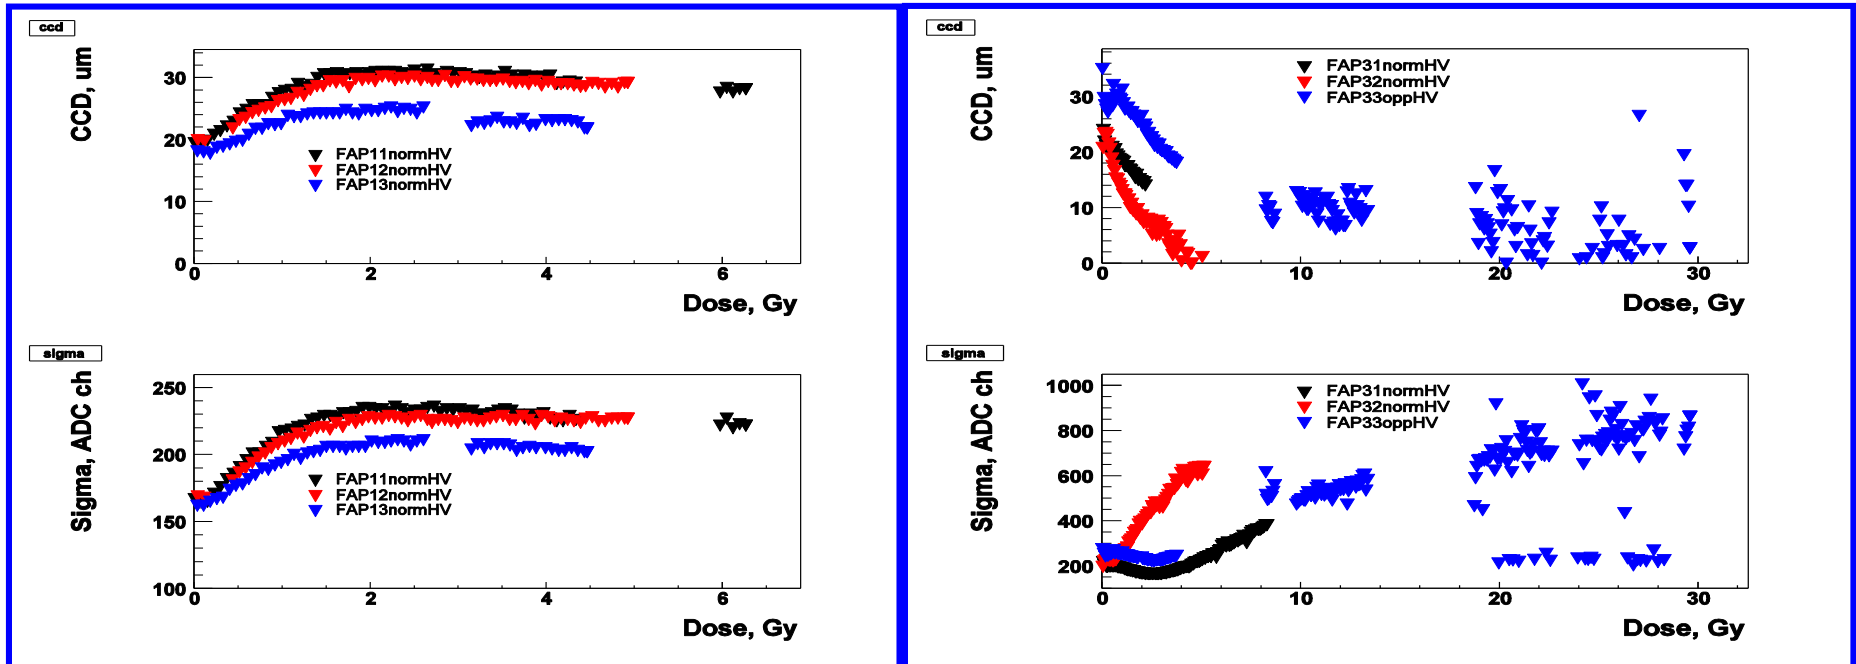 ccd
CCD, um
30
20
10
0
FAP11normHV
FAP12normHV
FAP13normHV
0 2 4 6
Dose, Gy
sigma
Sigma, ADC ch
250
200
150
100
FAP11normHV
FAP12normHV
FAP13normHV
0 2 4 6
Dose, Gy
ccd
CCD, um
30
20
10
0
FAP31normHV
FAP32normHV
FAP33oppHV
0 10 20 30
Dose, Gy
sigma
Sigma, ADC ch
1000
800
600
400
200
FAP31normHV
FAP32normHV
FAP33oppHV
0 10 20 30
Dose, Gy